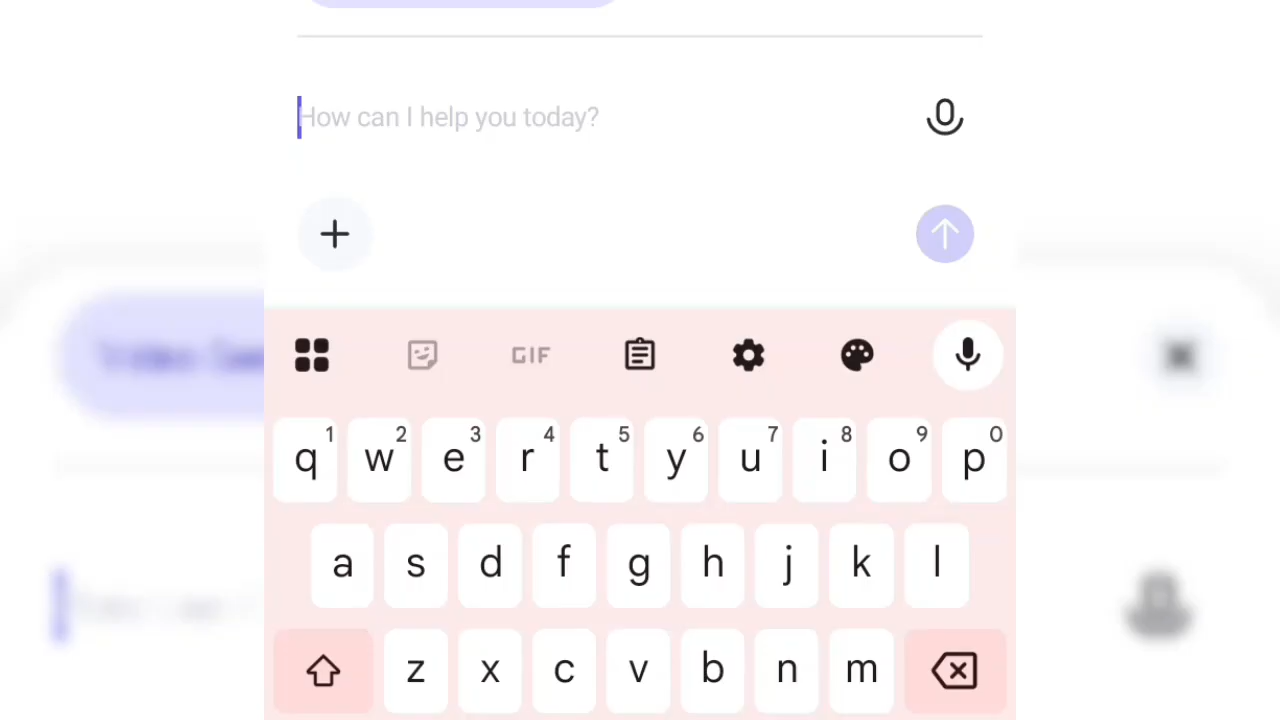 How can I help you today?
GIF
q1 w2 e3 r4 t5 y6 u7 i8 o9 p0
a s d f g h j k l
z x c v b n m